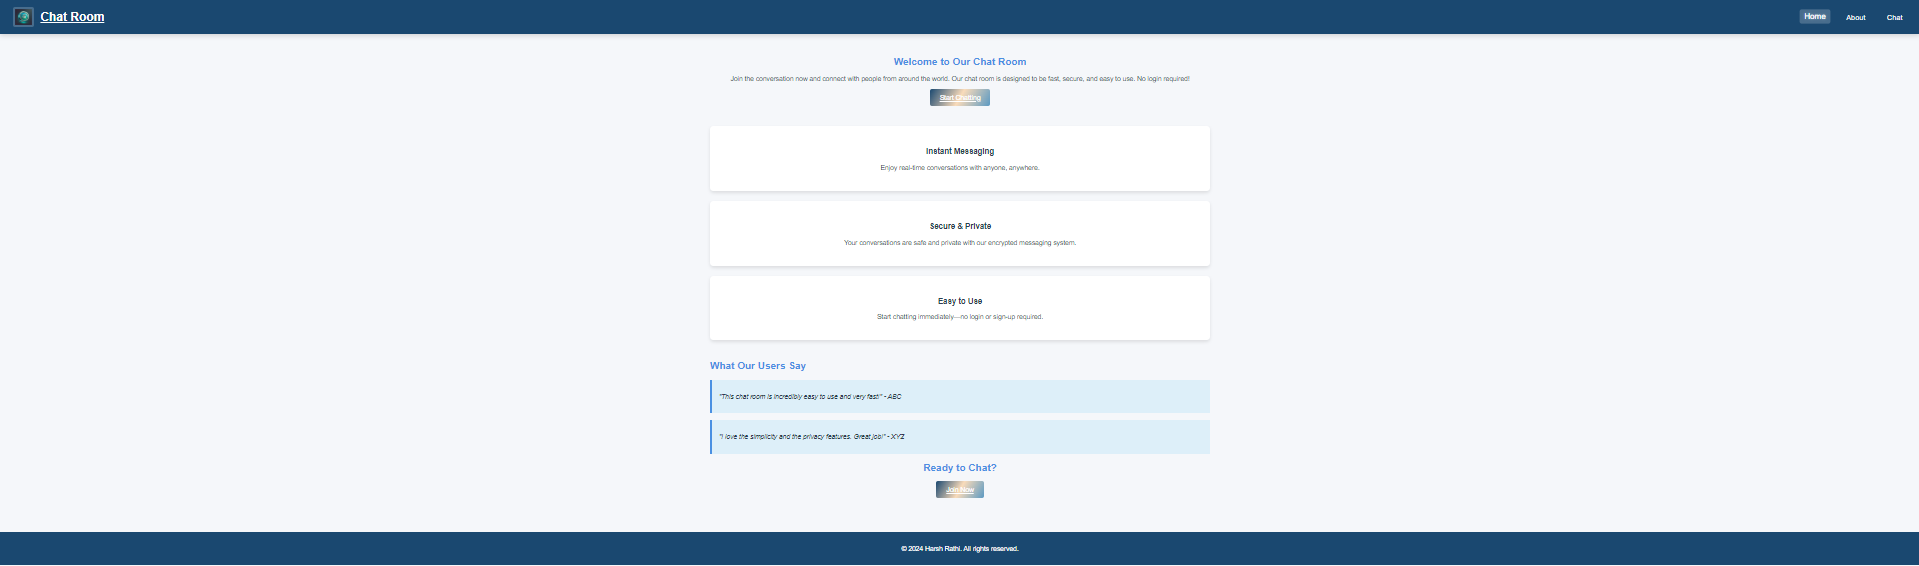 Chat Room
Home
About
Chat
Welcome to Our Chat Room
Join the conversation now and connect with people from around the world. Our chat room is designed to be fast, secure, and easy to use. No login required!
Start Chatting
Instant Messaging
Enjoy real-time conversations with anyone, anywhere.
Secure & Private
Your conversations are safe and private with our encrypted messaging system.
Easy to Use
Start chatting immediately—no login or sign-up required.
What Our Users Say
"This chat room is incredibly easy to use and very fast!" - ABC
"I love the simplicity and the privacy features. Great job!" - XYZ
Ready to Chat?
Join Now
© 2024 Harsh Rathi. All rights reserved.